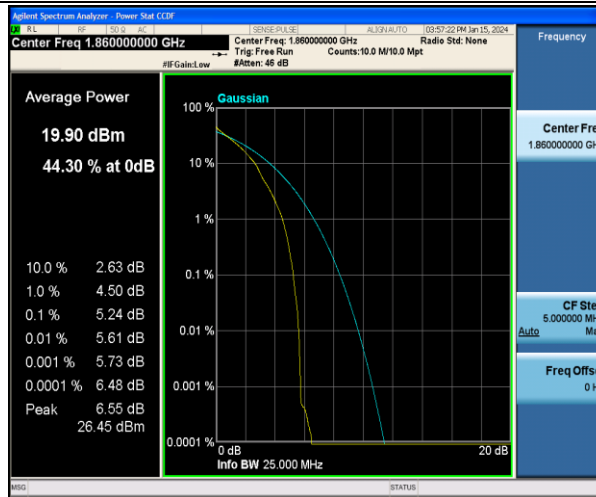 Agilent Spectrum Analyzer - Power Stat CCDF
RL RF 50 Ω AC SENSE:PULSE ALIGN AUTO 03:57:22 PM Jan 15, 2024
Center Freq 1.860000000 GHz
Center Freq: 1.860000000 GHz Radio Std: None
Trig: Free Run Counts:10.0 M/10.0 Mpt
#IFGain:Low #Atten: 46 dB
Frequency
Average Power
19.90 dBm
44.30 % at 0dB
10.0 % 2.63 dB
1.0 % 4.50 dB
0.1 % 5.24 dB
0.01 % 5.61 dB
0.001 % 5.73 dB
0.0001 % 6.48 dB
Peak 6.55 dB
26.45 dBm
Gaussian
100 %
10 %
1 %
0.1 %
0.01 %
0.001 %
0.0001 %
0 dB 20 dB
Info BW 25.000 MHz
Center Fre
1.860000000 GH
CF Ste
5.000000 MH
Auto Ma
Freq Offs
0 H
MSG STATUS